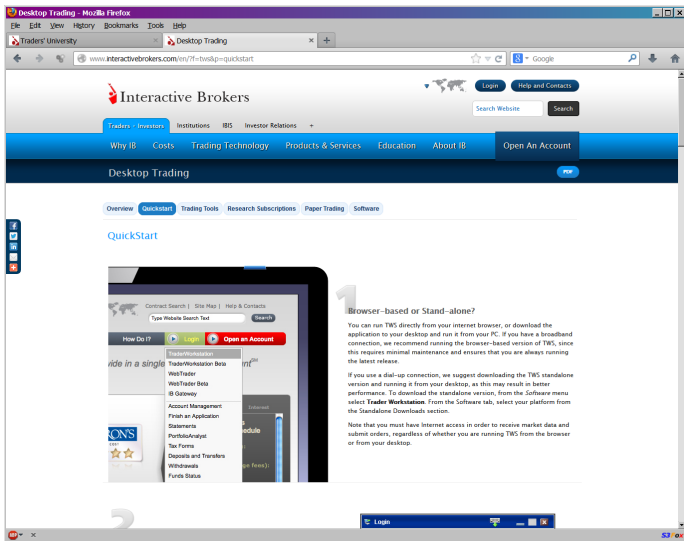 Desktop Trading - Mozilla Firefox
File Edit View History Bookmarks Tools Help
Traders' University × Desktop Trading × +
www.interactivebrokers.com/en/?f=tws&p=quickstart Google
Interactive Brokers
Login Help and Contacts
Search Website Search
Traders - Investors Institutions IBIS Investor Relations +
Why IB Costs Trading Technology Products & Services Education About IB Open An Account
Desktop Trading PDF
Overview Quickstart Trading Tools Research Subscriptions Paper Trading Software
QuickStart
Contract Search | Site Map | Help & Contacts
Type Website Search Text Search
How Do I? Login Open an Account
TraderWorkstation
TraderWorkstation Beta
WebTrader
WebTrader Beta
IB Gateway
Account Management
Finish an Application
Statements
PortfolioAnalyst
Tax Forms
Deposits and Transfers
Withdrawals
Funds Status
vide in a single
Internet
RON'S
1
Browser-based or Stand-alone?
You can run TWS directly from your internet browser, or download the
application to your desktop and run it from your PC. If you have a broadband
connection, we recommend running the browser-based version of TWS, since
this requires minimal maintenance and ensures that you are always running
the latest release.
If you use a dial-up connection, we suggest downloading the TWS standalone
version and running it from your desktop, as this may result in better
performance. To download the standalone version, from the Software menu
select Trader Workstation. From the Software tab, select your platform from
the Standalone Downloads section.
Note that you must have Internet access in order to receive market data and
submit orders, regardless of whether you are running TWS from the browser
or from your desktop.
2
Login
ABP ×